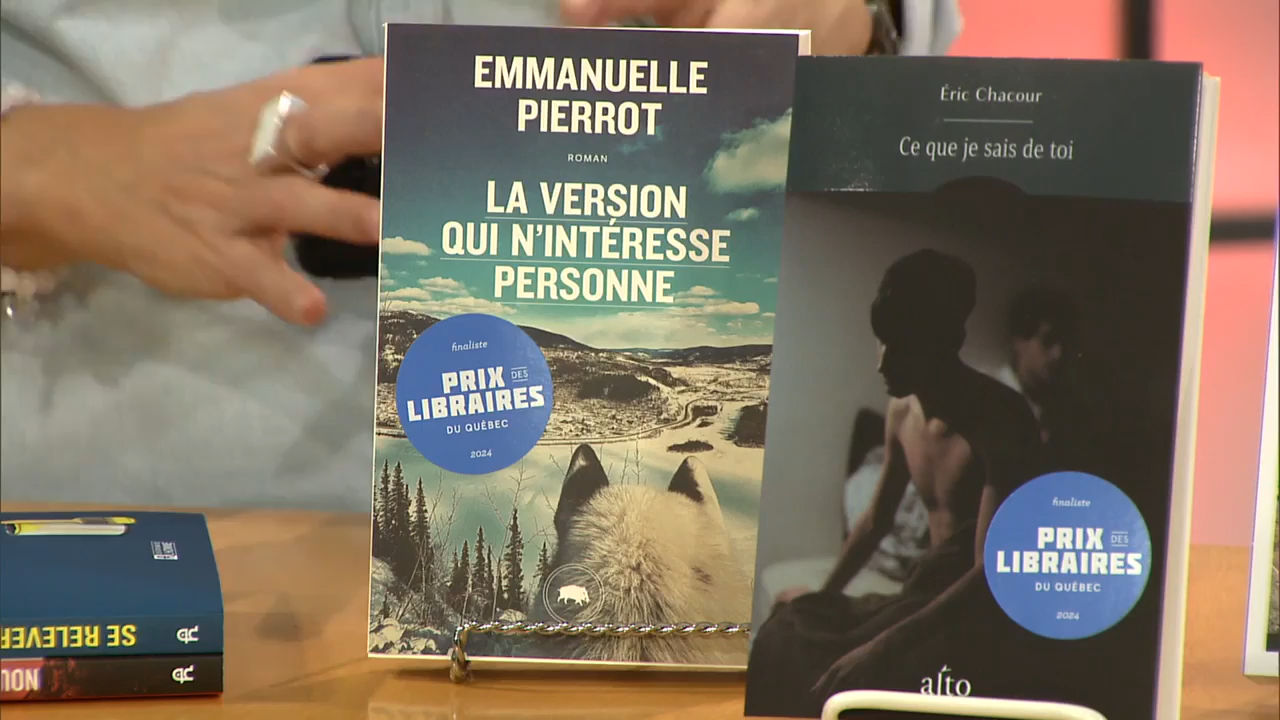 EMMANUELLE
PIERROT
ROMAN
LA VERSION
QUI N'INTÉRESSE
PERSONNE
finaliste
PRIX DES
LIBRAIRES
DU QUÉBEC
2024
Éric Chacour
Ce que je sais de toi
finaliste
PRIX DES
LIBRAIRES
DU QUÉBEC
2024
alto
SE RELEVER
NOU